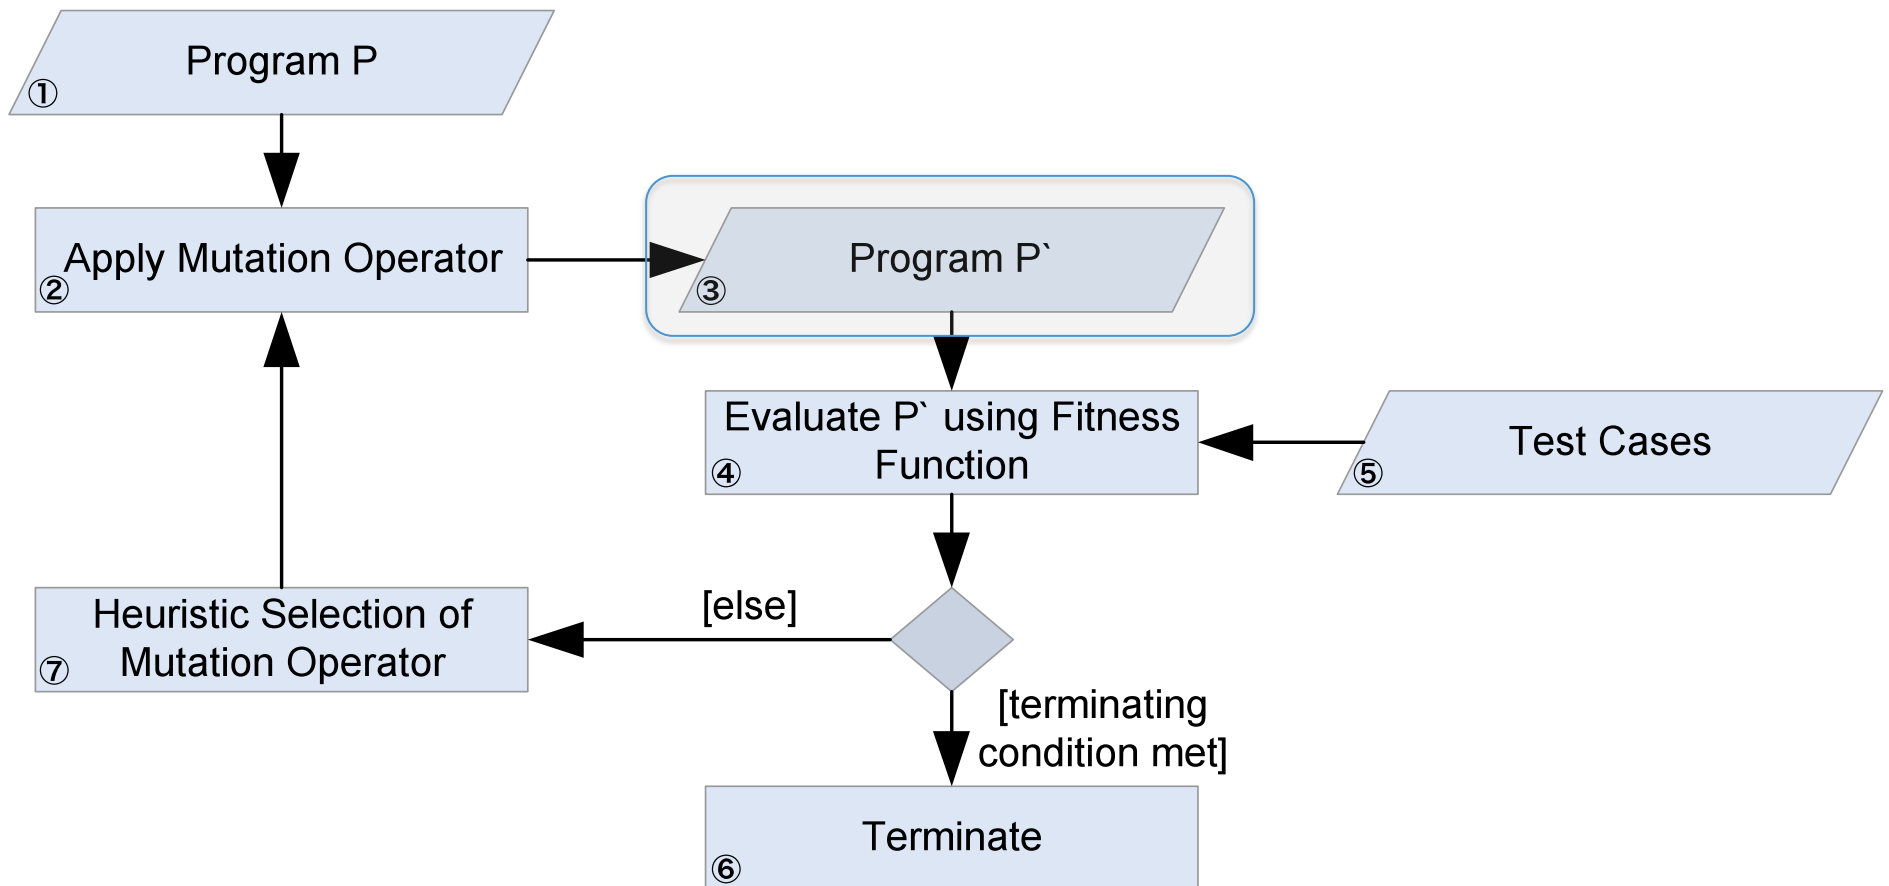 Program P
①
Apply Mutation Operator
②
Program P`
③
Evaluate P` using Fitness
Function
④
Test Cases
⑤
[else]
Heuristic Selection of
Mutation Operator
⑦
[terminating
condition met]
Terminate
⑥